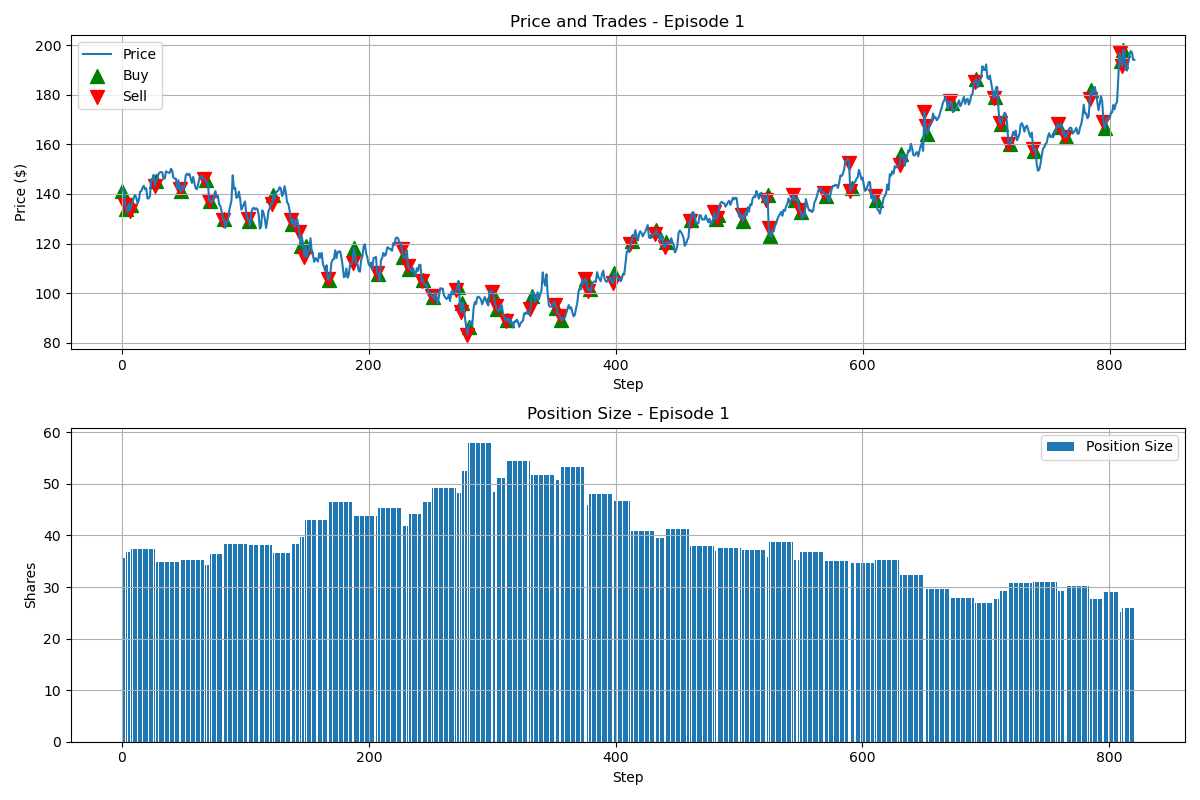 Price and Trades - Episode 1
Price ($)
200
180
160
140
120
100
80
Price
Buy
Sell
0 200 400 600 800
Step
Position Size - Episode 1
Shares
60
50
40
30
20
10
0
Position Size
0 200 400 600 800
Step